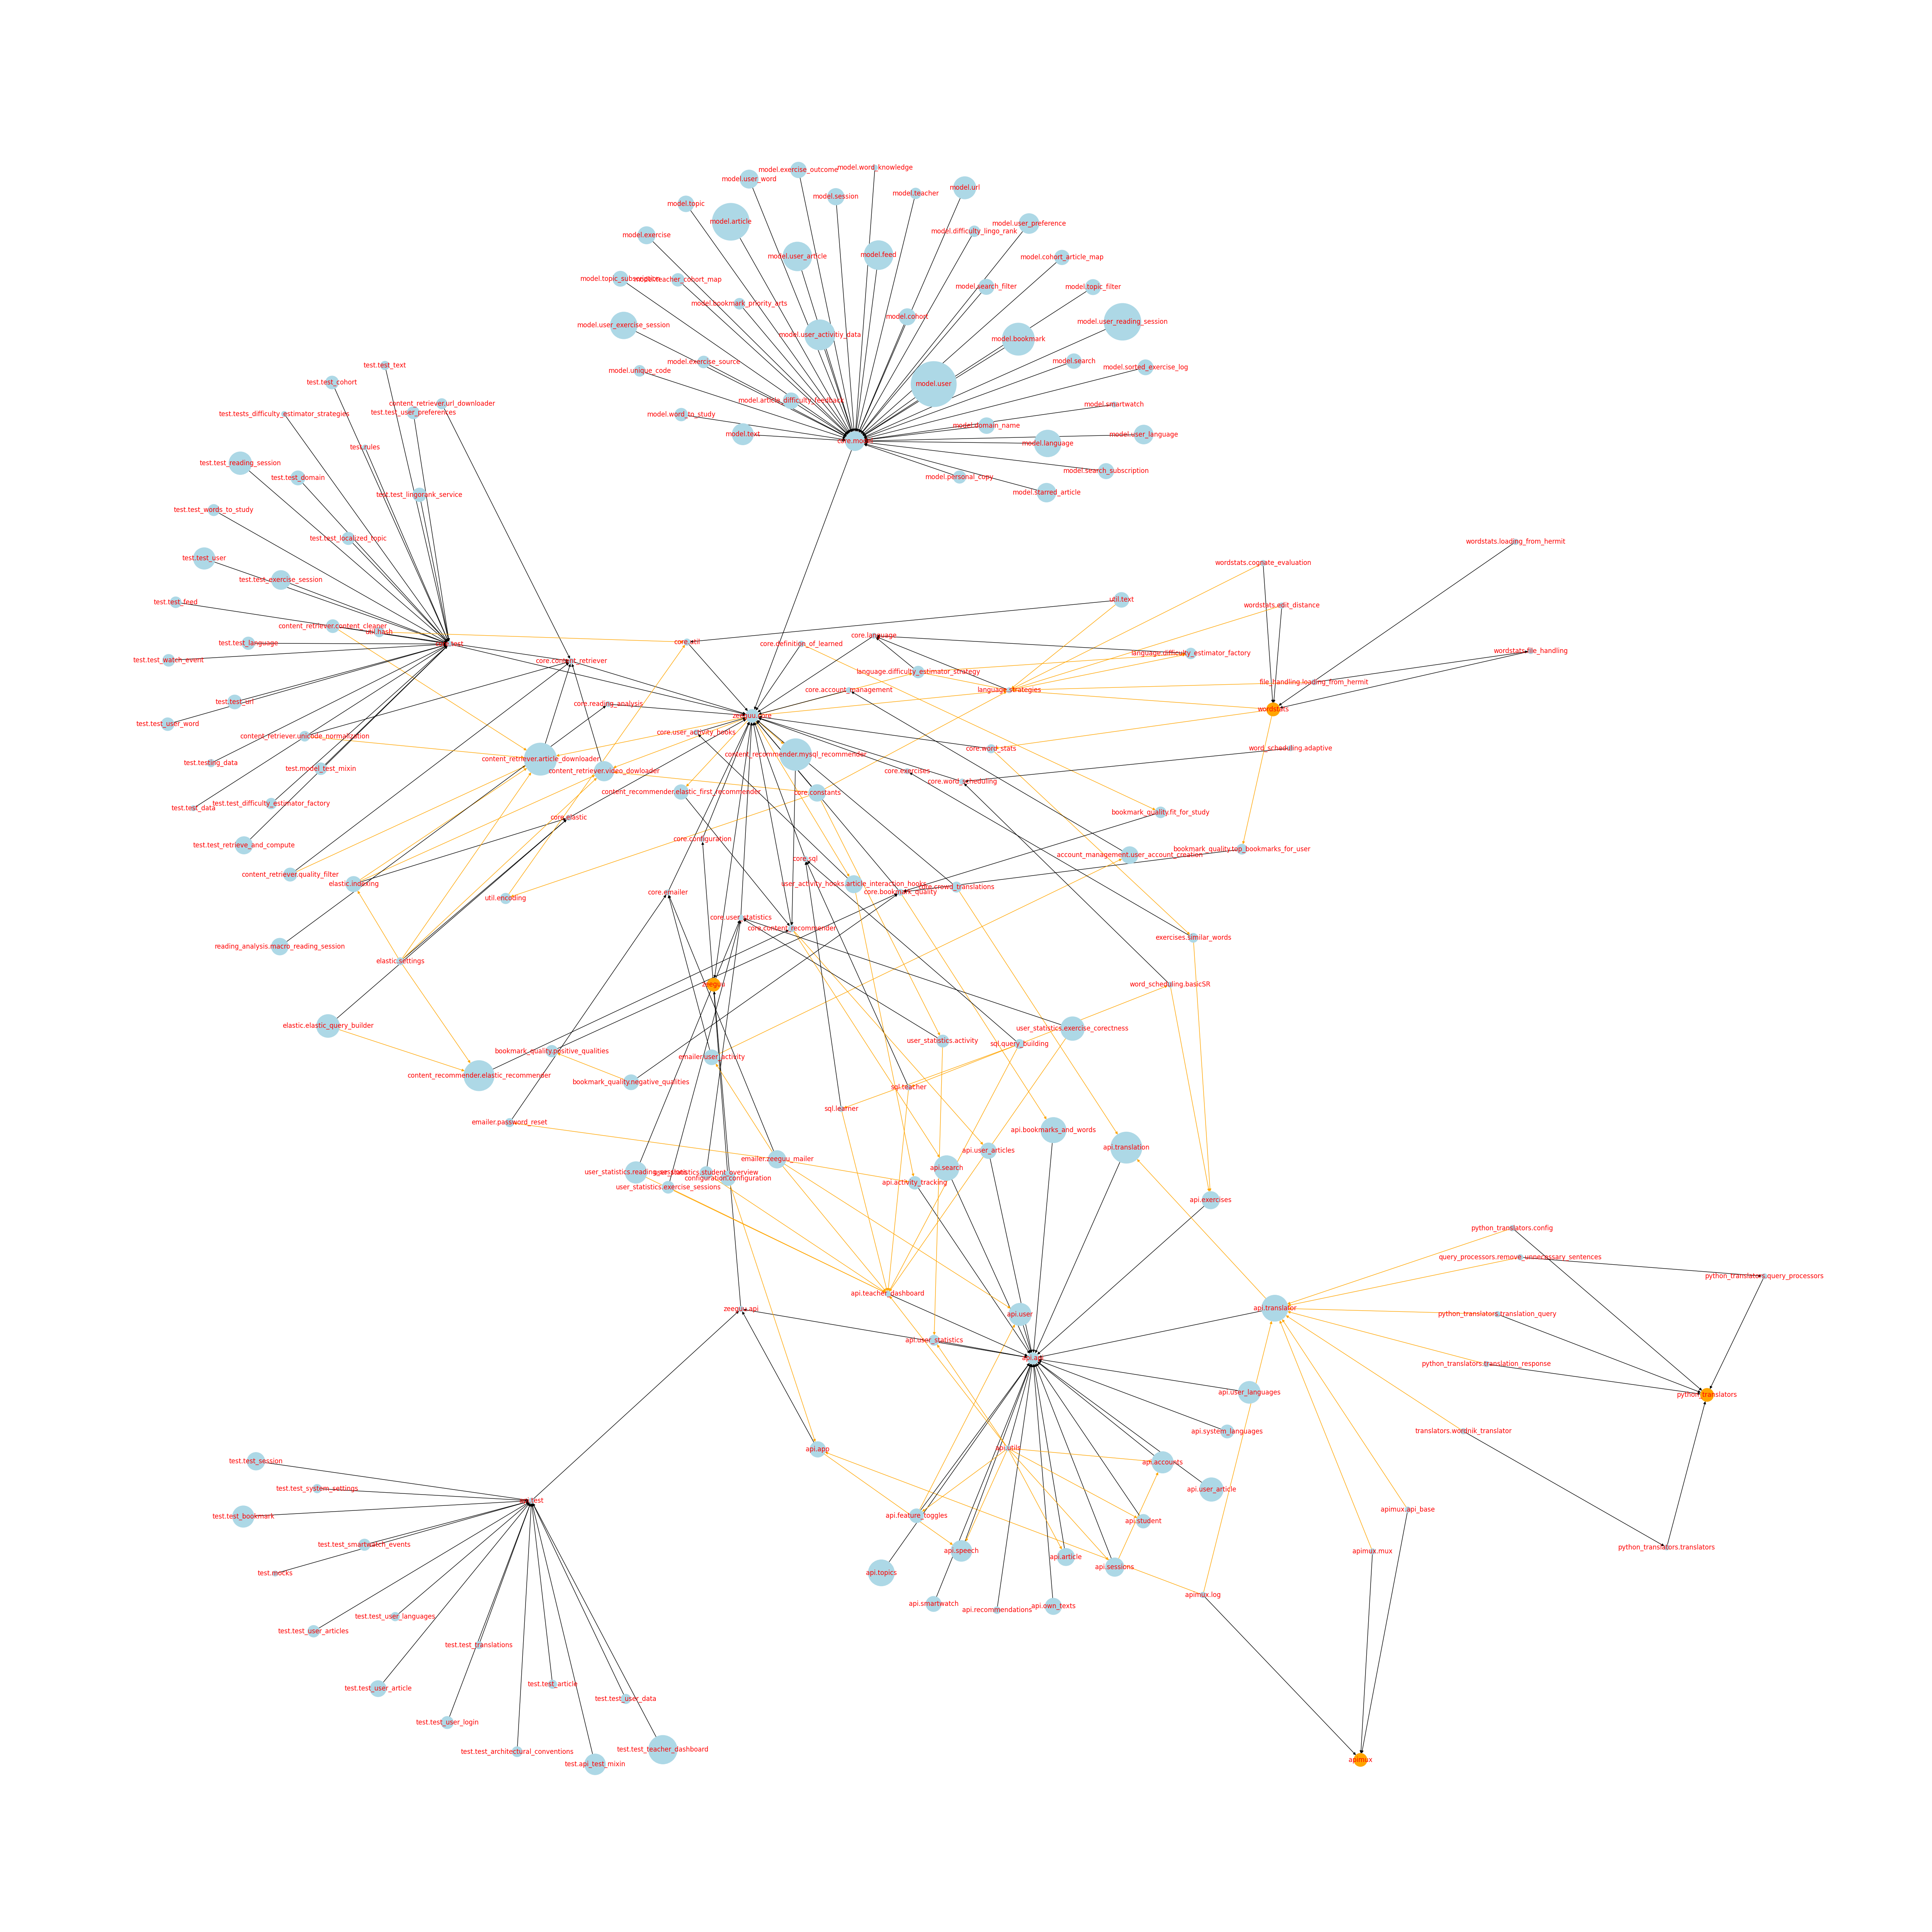 model.word_knowledge
model.exercise_outcome
model.user_word
model.url
model.teacher
model.session
model.topic
model.article
model.user_preference
model.difficulty_lingo_rank
model.exercise
model.user_article
model.feed
model.cohort_article_map
model.topic_subscription
model.teacher_cohort_map
model.search_filter
model.topic_filter
model.bookmark_priority_arts
model.cohort
model.user_reading_session
model.user_exercise_session
model.user_activitiy_data
model.bookmark
model.exercise_source
model.search
model.sorted_exercise_log
model.unique_code
model.user
model.article_difficulty_feedback
model.smartwatch
model.word_to_study
model.domain_name
model.text
model.user_language
core.model
model.language
model.search_subscription
model.personal_copy
model.starred_article
test.test_text
test.test_cohort
content_retriever.url_downloader
test.tests_difficulty_estimator_strategies
test.test_user_preferences
test.rules
test.test_reading_session
test.test_domain
test.test_lingorank_service
test.test_words_to_study
test.test_localized_topic
test.test_user
test.test_exercise_session
test.test_feed
content_retriever.content_cleaner
util.hash
test.test_language
test.test_watch_event
test.test_url
test.test_user_word
content_retriever.unicode_normalization
test.testing_data
test.model_test_mixin
test.test_data
test.test_difficulty_estimator_factory
test.test_retrieve_and_compute
content_retriever.quality_filter
elastic.indexing
reading_analysis.macro_reading_session
elastic.settings
elastic.elastic_query_builder
wordstats.loading_from_hermit
wordstats.cognate_evaluation
util.text
wordstats.edit_distance
core.language
core.util
core.definition_of_learned
language.difficulty_estimator_factory
wordstats.file_handling
core.content_retriever
language.difficulty_estimator_strategy
file_handling.loading_from_hermit
core.account_management
language.strategies
core.reading_analysis
wordstats
zeeguu.core
core.user_activity_hooks
core.word_stats
word_scheduling.adaptive
content_recommender.mysql_recommender
content_retriever.article_downloader
content_retriever.video_dowloader
core.exercises
core.word_scheduling
content_recommender.elastic_first_recommender
core.constants
bookmark_quality.fit_for_study
core.elastic
core.configuration
bookmark_quality.top_bookmarks_for_user
account_management.user_account_creation
core.sql
user_activity_hooks.article_interaction_hooks
core.crowd_translations
core.emailer
core.bookmark_quality
util.encoding
core.user_statistics
core.content_recommender
exercises.similar_words
zeeguu
word_scheduling.basicSR
user_statistics.exercise_corectness
user_statistics.activity
sql.query_building
bookmark_quality.positive_qualities
emailer.user_activity
content_recommender.elastic_recommender
bookmark_quality.negative_qualities
sql.teacher
sql.learner
emailer.password_reset
api.bookmarks_and_words
api.translation
api.user_articles
emailer.zeeguu_mailer
api.search
user_statistics.reading_sessions
user_statistics.student_overview
configuration.configuration
api.activity_tracking
user_statistics.exercise_sessions
api.exercises
python_translators.config
query_processors.remove_unnecessary_sentences
python_translators.query_processors
api.teacher_dashboard
zeeguu.api
api.user
api.translator
python_translators.translation_query
api.user_statistics
api.api
python_translators.translation_response
api.user_languages
python_translators
api.system_languages
translators.wordnik_translator
api.app
api.utils
api.accounts
api.user_article
apimux.api_base
api.feature_toggles
api.student
python_translators.translators
apimux.mux
api.speech
api.article
api.sessions
api.topics
apimux.log
api.smartwatch
api.recommendations
api.own_texts
apimux
test.test_session
test.test_system_settings
test.test_bookmark
test.test_smartwatch_events
test.mocks
test.test_user_languages
test.test_user_articles
test.test_translations
test.test_article
test.test_user_article
test.test_user_data
test.test_user_login
test.test_architectural_conventions
test.test_teacher_dashboard
test.api_test_mixin